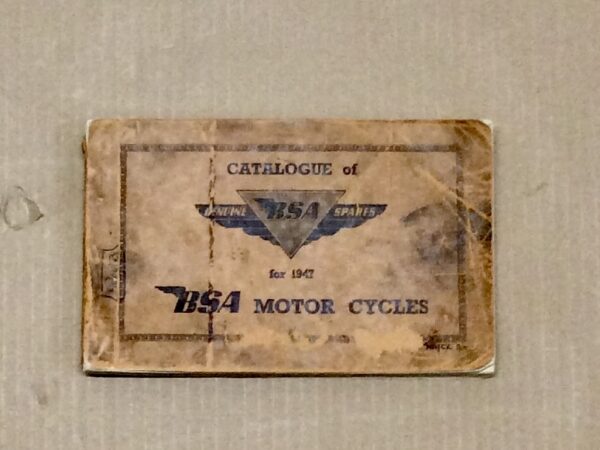 CATALOGUE of
GENUINE BSA SPARES
for 1947
BSA MOTOR CYCLES